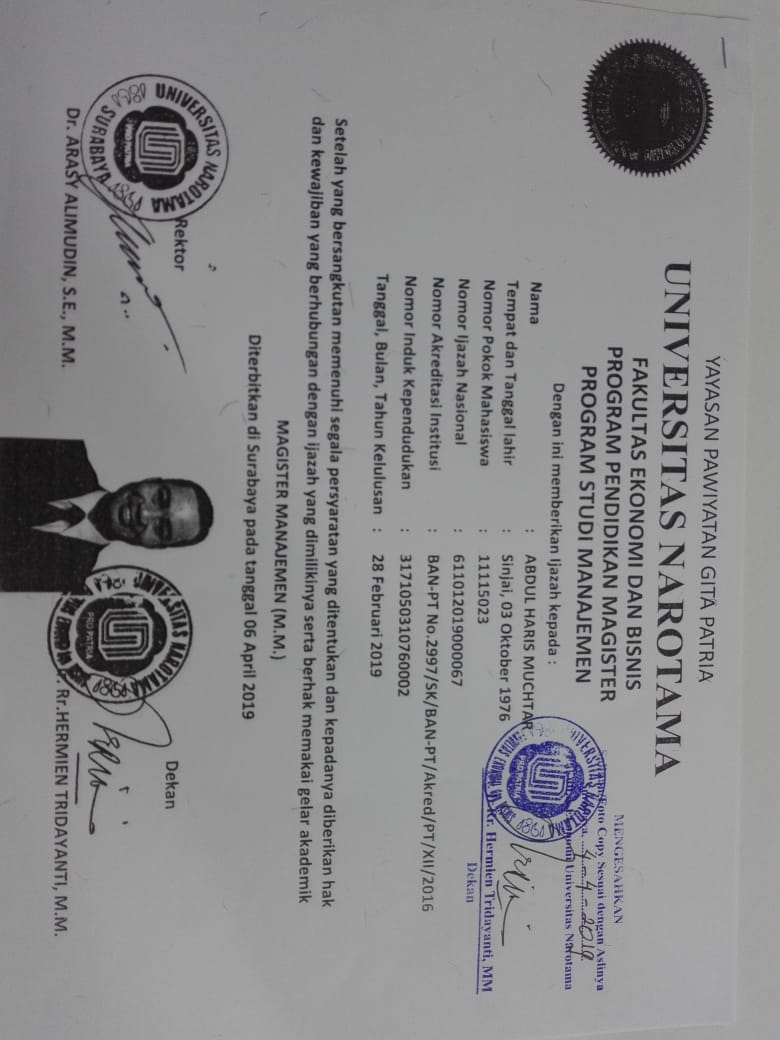 YAYASAN PAWIYATAN GITA PATRIA
UNIVERSITAS NAROTAMA
FAKULTAS EKONOMI DAN BISNIS
PROGRAM PENDIDIKAN MAGISTER
PROGRAM STUDI MANAJEMEN
Dengan ini memberikan Ijazah kepada :
Nama : ABDUL HARIS MUCHTAR
Tempat dan Tanggal lahir : Sinjai, 03 Oktober 1976
Nomor Pokok Mahasiswa : 11115023
Nomor Ijazah Nasional : 611012019000067
Nomor Akreditasi Institusi : BAN-PT No.2997/SK/BAN-PT/Akred/PT/XII/2016
Nomor Induk Kependudukan : 3171050310760002
Tanggal, Bulan, Tahun Kelulusan : 28 Februari 2019
Setelah yang bersangkutan memenuhi segala persyaratan yang ditentukan dan kepadanya diberikan hak
dan kewajiban yang berhubungan dengan ijazah yang dimilikinya serta berhak memakai gelar akademik
MAGISTER MANAJEMEN (M.M.)
Diterbitkan di Surabaya pada tanggal 06 April 2019
Rektor
Dr. ARASY ALIMUDIN, S.E., M.M.
UNIVERSITAS NAROTAMA
SURABAYA
Dekan
Rr.HERMIEN TRIDAYANTI, M.M.
UNIVERSITAS NAROTAMA
PRO PATRIA
MENGESAHKAN
Copy Sesuai dengan Aslinya
Universitas Narotama
Rr. Hermien Tridayanti, MM
Dekan